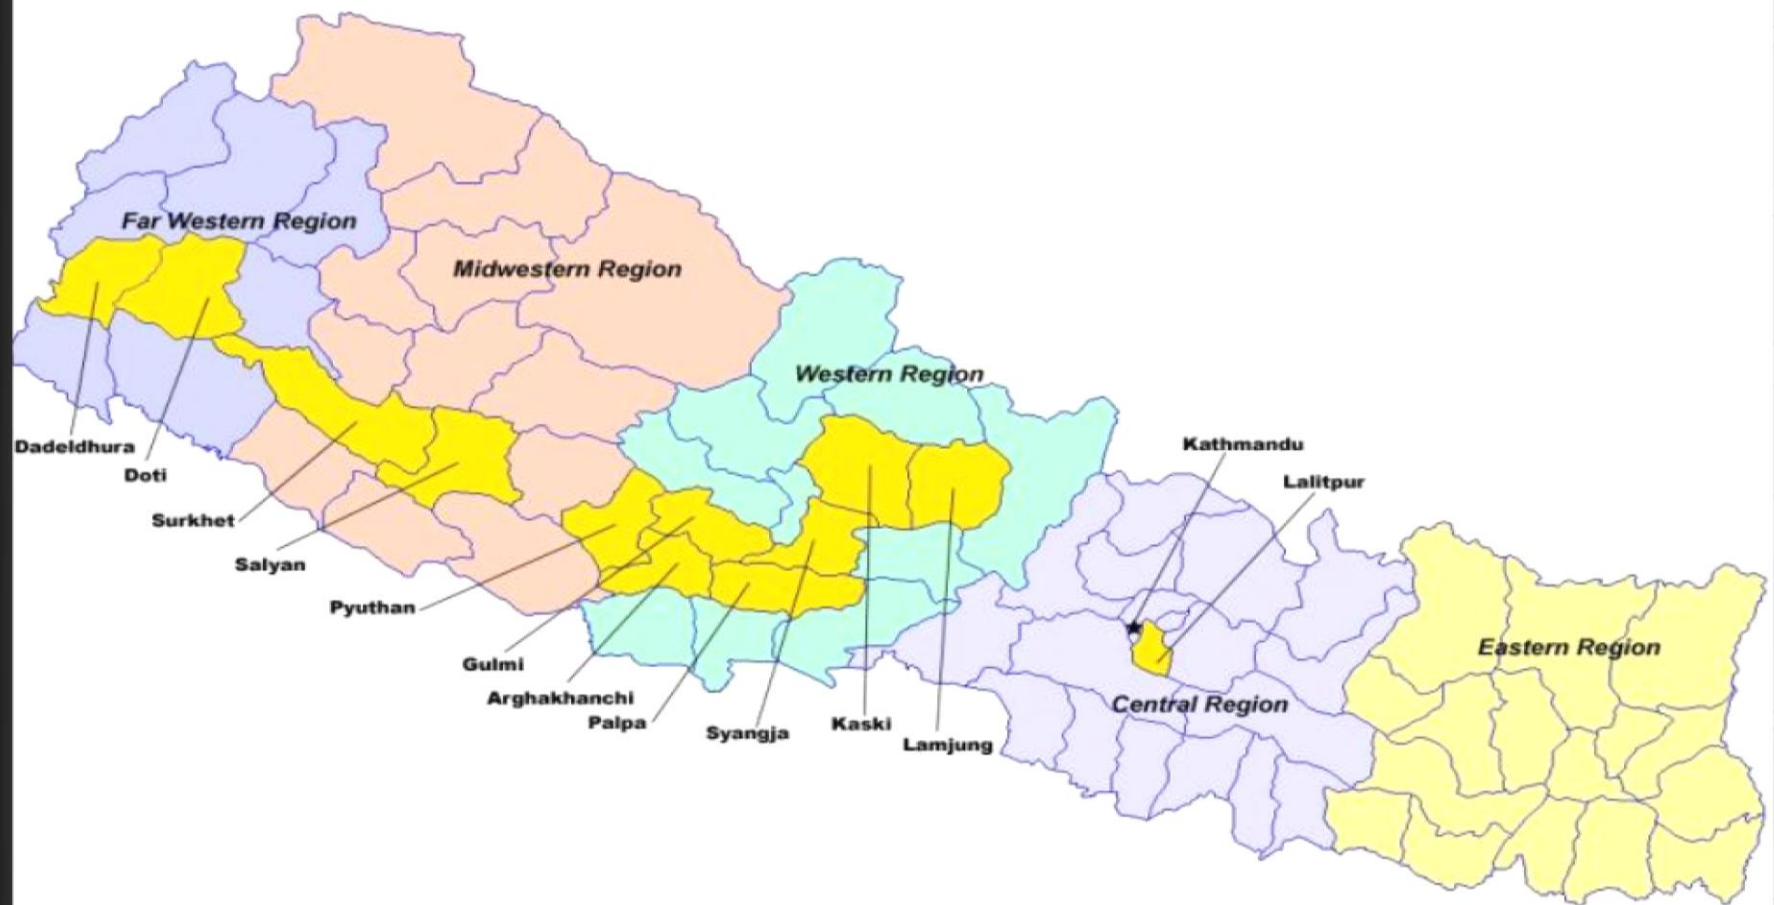 Far Western Region
Midwestern Region
Western Region
Kathmandu
Dadeldhura
Doti
Lalitpur
Surkhet
Salyan
Pyuthan
Eastern Region
Gulmi
Arghakhanchi
Central Region
Palpa
Syangja
Kaski
Lamjung